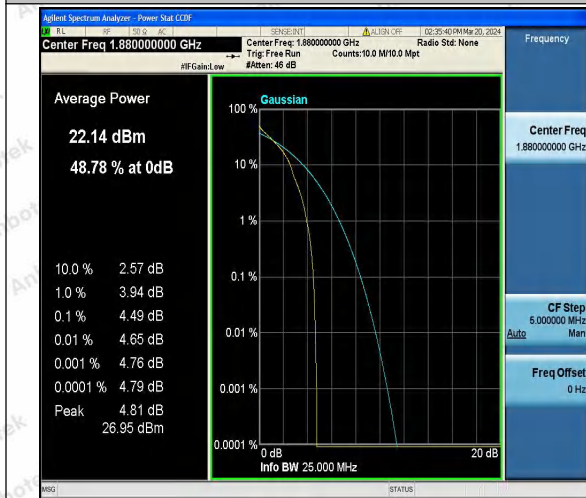 Agilent Spectrum Analyzer - Power Stat CCDF
RL RF 50 Ω AC SENSE:INT ALIGN OFF 02:35:40 PM Mar 20, 2024
Center Freq 1.880000000 GHz
Center Freq: 1.880000000 GHz Radio Std: None
Trig: Free Run Counts:10.0 M/10.0 Mpt
#IFGain:Low #Atten: 46 dB
Frequency
Average Power
22.14 dBm
48.78 % at 0dB
10.0 % 2.57 dB
1.0 % 3.94 dB
0.1 % 4.49 dB
0.01 % 4.65 dB
0.001 % 4.76 dB
0.0001 % 4.79 dB
Peak 4.81 dB
26.95 dBm
Gaussian
100 %
10 %
1 %
0.1 %
0.01 %
0.001 %
0.0001 %
0 dB 20 dB
Info BW 25.000 MHz
Center Freq
1.880000000 GHz
CF Step
5.000000 MHz
Auto Man
Freq Offset
0 Hz
MSG STATUS